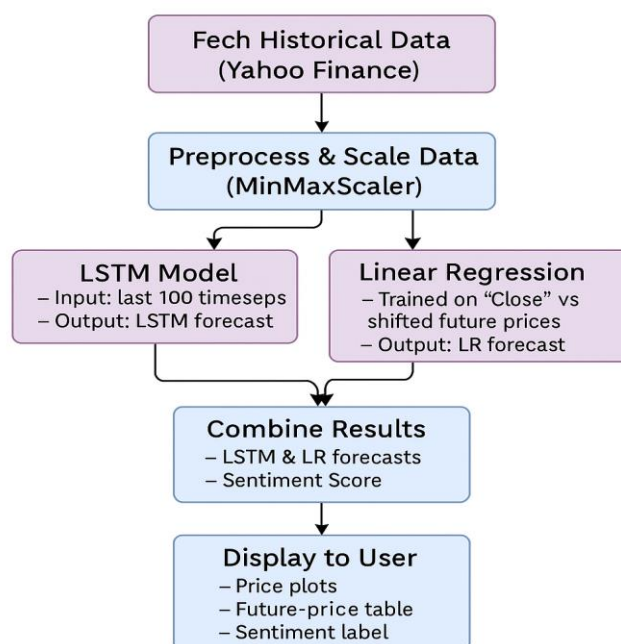 Fech Historical Data
(Yahoo Finance)
Preprocess & Scale Data
(MinMaxScaler)
LSTM Model
– Input: last 100 timeseps
– Output: LSTM forecast
Linear Regression
– Trained on “Close” vs
shifted future prices
– Output: LR forecast
Combine Results
– LSTM & LR forecasts
– Sentiment Score
Display to User
– Price plots
– Future-price table
– Sentiment label